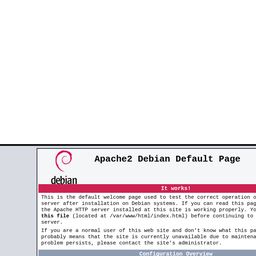 Apache2 Debian Default Page
debian
It works!
This is the default welcome page used to test the correct operation
server after installation on Debian systems. If you can read this
the Apache HTTP server installed at this site is working properly.
this file (located at /var/www/html/index.html) before continuing to
server.
If you are a normal user of this web site and don't know what this
probably means that the site is currently unavailable due to
problem persists, please contact the site's administrator.
Configuration Overview